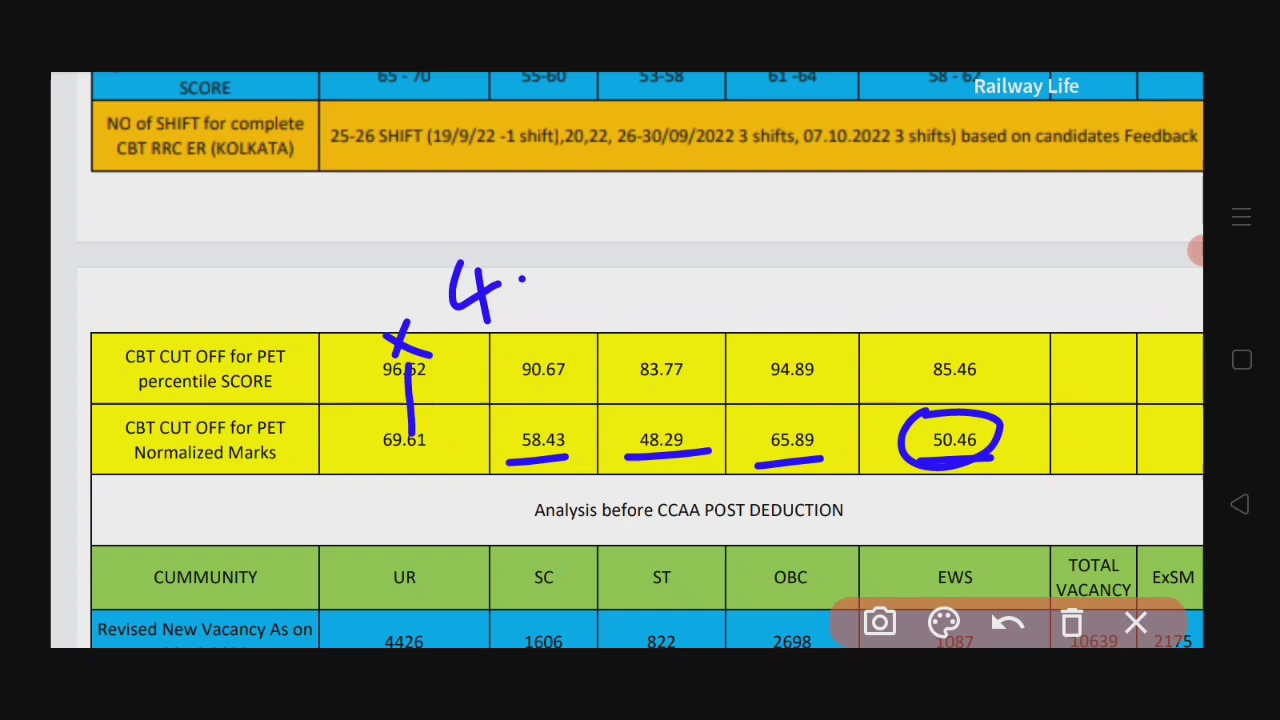 65 - 70 55-60 53-58 61 -64 58 - 62
SCORE
Railway Life
NO of SHIFT for complete
CBT RRC ER (KOLKATA)
25-26 SHIFT (19/9/22 -1 shift),20,22, 26-30/09/2022 3 shifts, 07.10.2022 3 shifts) based on candidates Feedback
4.
CBT CUT OFF for PET
percentile SCORE
96.62 90.67 83.77 94.89 85.46
CBT CUT OFF for PET
Normalized Marks
69.61 58.43 48.29 65.89 50.46
Analysis before CCAA POST DEDUCTION
CUMMUNITY UR SC ST OBC EWS TOTAL VACANCY ExSM
Revised New Vacancy As on
4426 1606 822 2698 1087 10639 2175